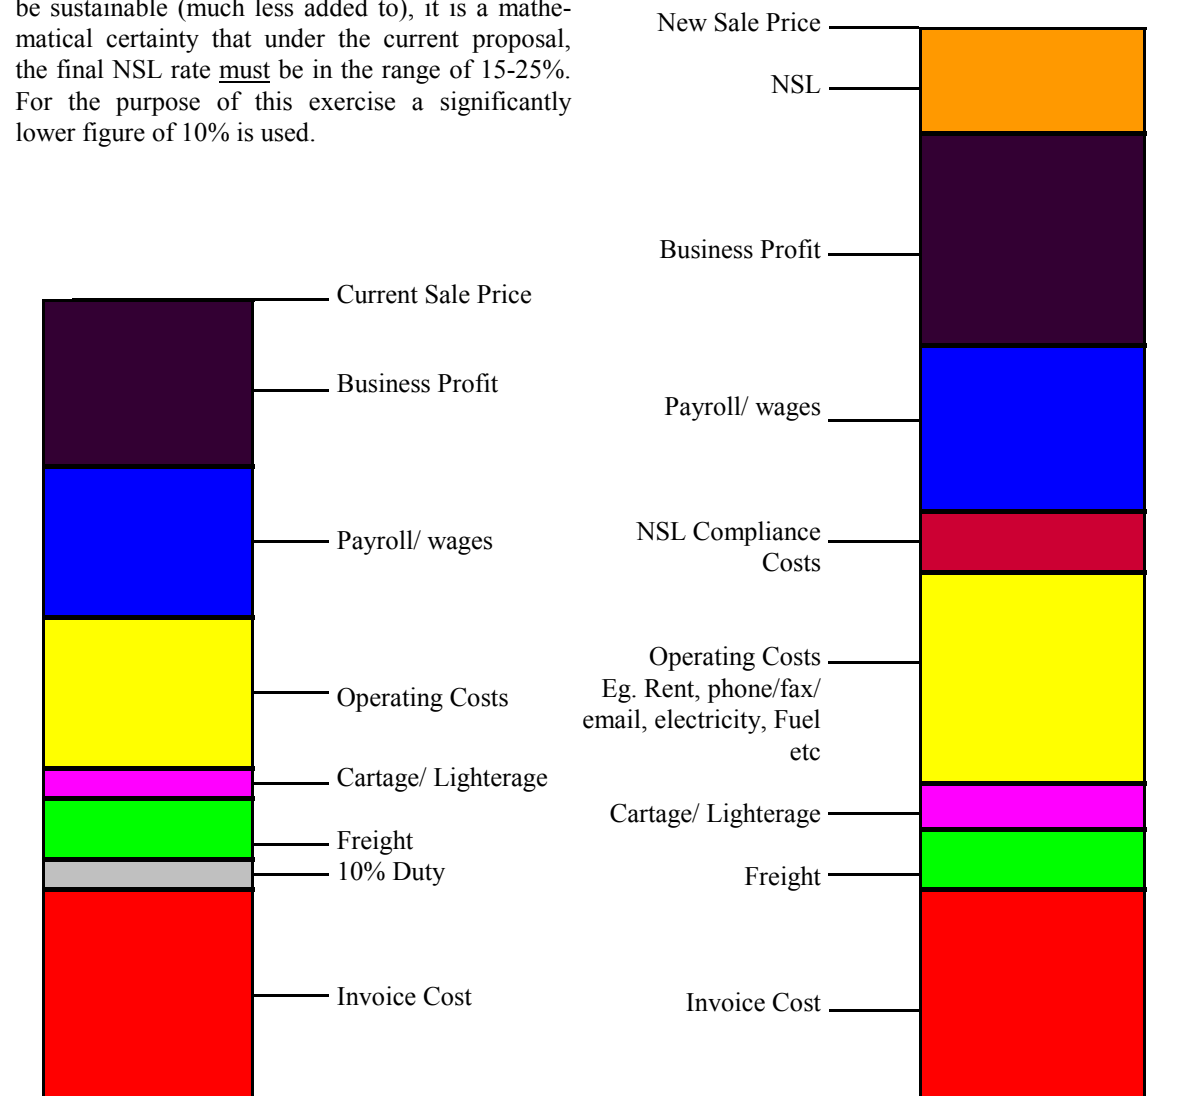 be sustainable (much less added to), it is a mathe-
matical certainty that under the current proposal,
the final NSL rate must be in the range of 15-25%.
For the purpose of this exercise a significantly
lower figure of 10% is used.
Current Sale Price
Business Profit
Payroll/ wages
Operating Costs
Cartage/ Lighterage
Freight
10% Duty
Invoice Cost
New Sale Price
NSL
Business Profit
Payroll/ wages
NSL Compliance
Costs
Operating Costs
Eg. Rent, phone/fax/
email, electricity, Fuel
etc
Cartage/ Lighterage
Freight
Invoice Cost